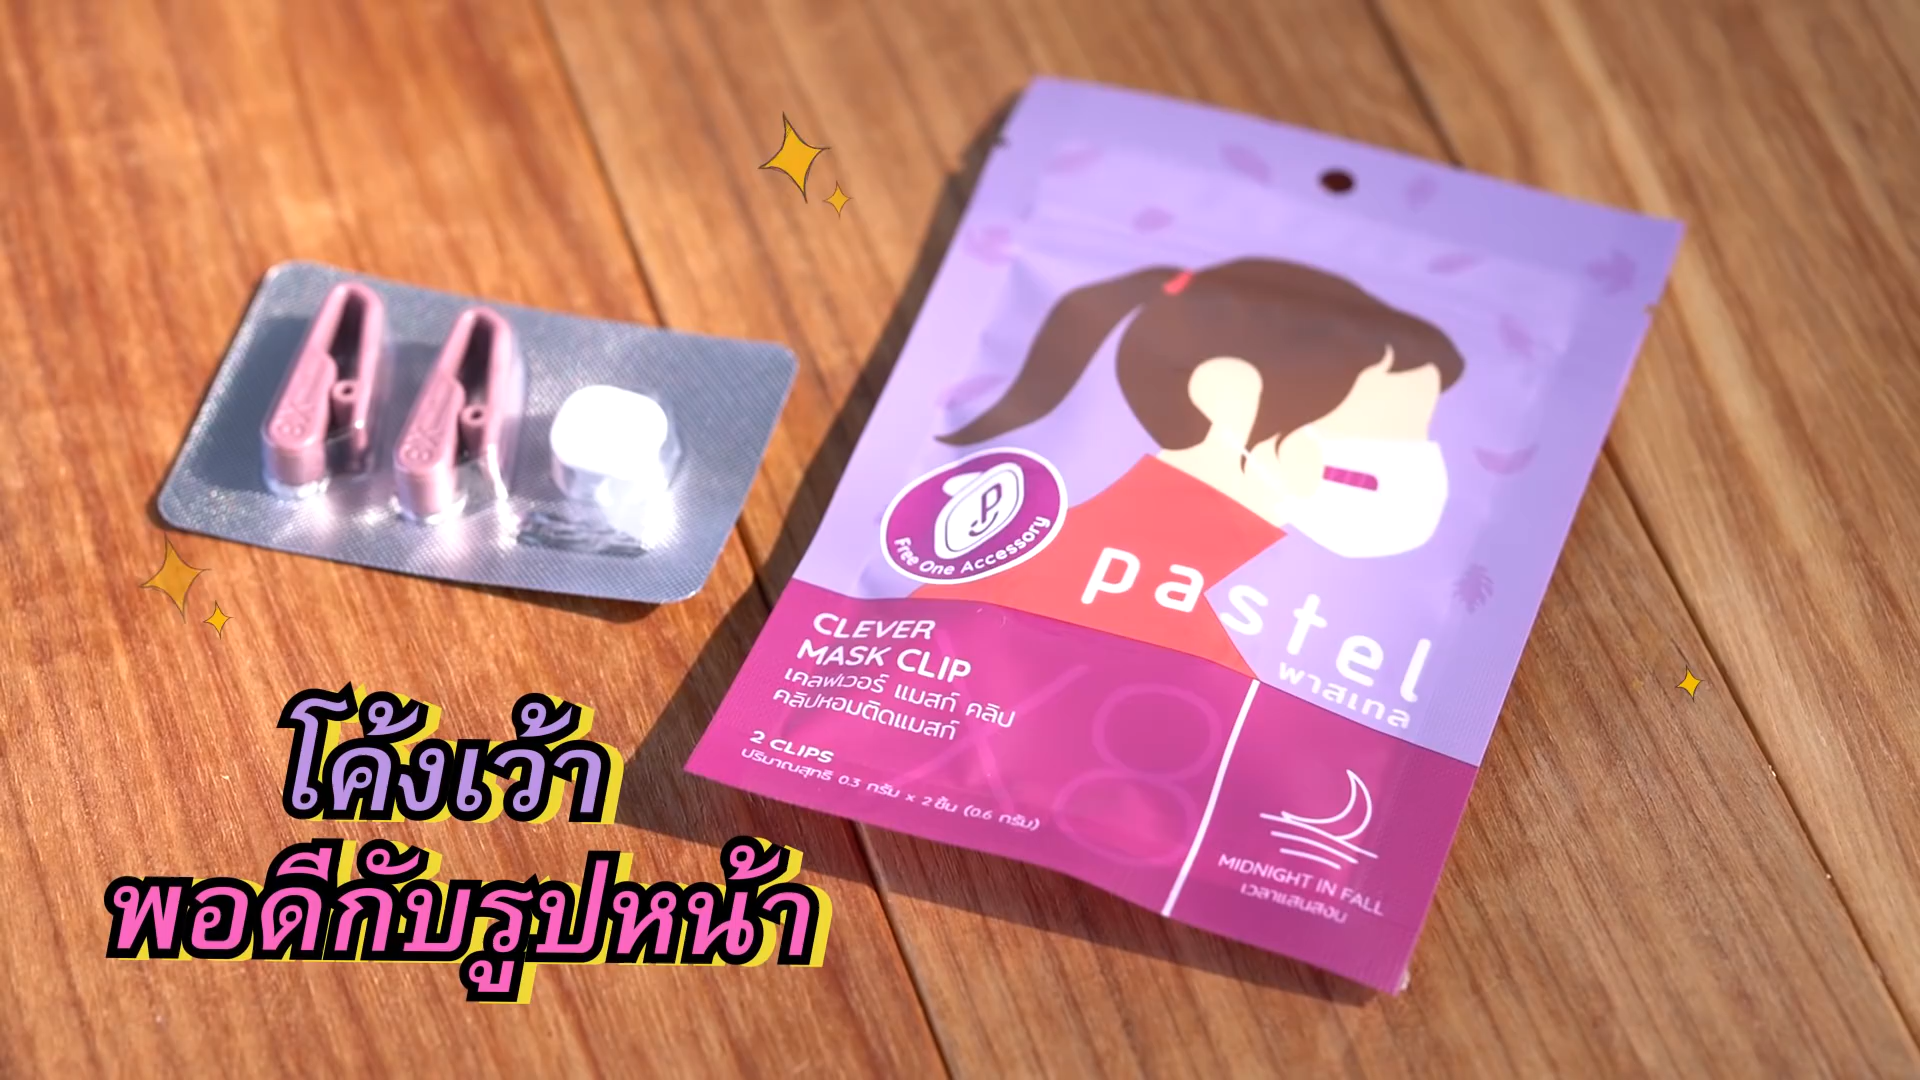 โค้งเว้า
พอดีกับรูปหน้า
P
Free One Accessory
pastel
พาสเทล
CLEVER
MASK CLIP
เคลฟเวอร์ แมสก์ คลิป
คลิปหอมติดแมสก์
2 CLIPS
ปริมาณสุทธิ 0.3 กรัม x 2 ชิ้น (0.6 กรัม)
X8
MIDNIGHT IN FALL
เวลาแสนสงบ